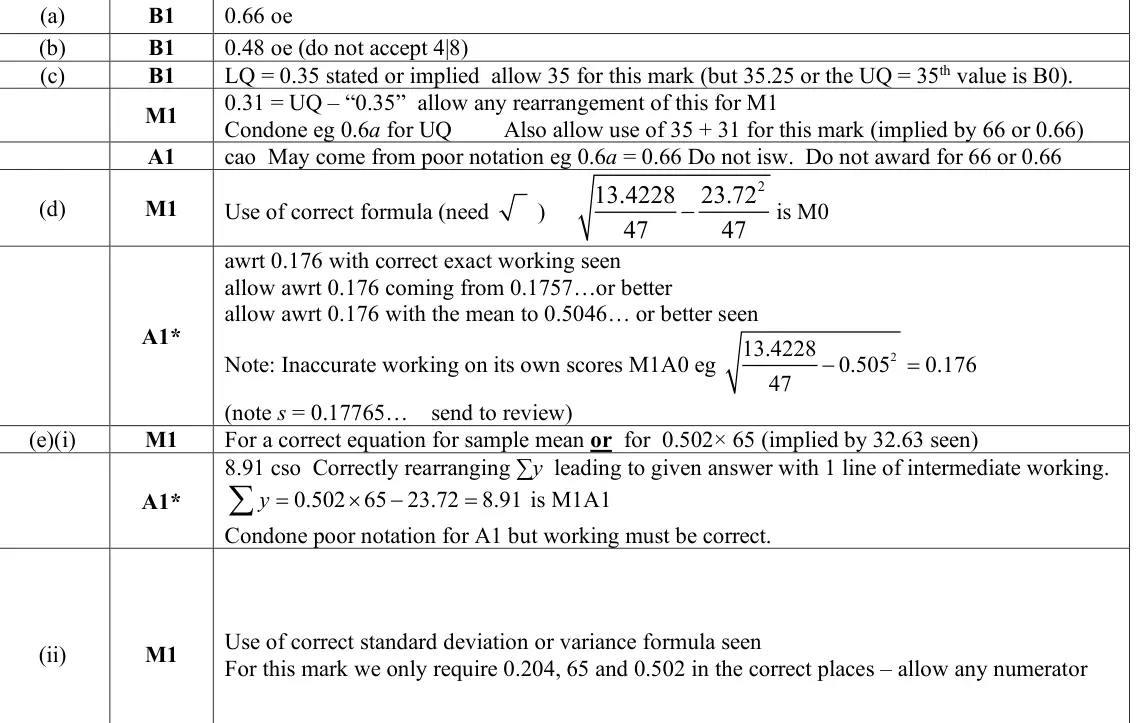 (a) B1 0.66 oe
(b) B1 0.48 oe (do not accept 4|8)
(c) B1 LQ = 0.35 stated or implied allow 35 for this mark (but 35.25 or the UQ = 35th value is B0).
M1 0.31 = UQ – “0.35” allow any rearrangement of this for M1
Condone eg 0.6a for UQ Also allow use of 35 + 31 for this mark (implied by 66 or 0.66)
A1 cao May come from poor notation eg 0.6a = 0.66 Do not isw. Do not award for 66 or 0.66
(d) M1 Use of correct formula (need √ ) √(13.4228/47 − 23.72²/47) is M0
awrt 0.176 with correct exact working seen
allow awrt 0.176 coming from 0.1757…or better
allow awrt 0.176 with the mean to 0.5046… or better seen
A1* Note: Inaccurate working on its own scores M1A0 eg √(13.4228/47 − 0.505²) = 0.176
(note s = 0.17765… send to review)
(e)(i) M1 For a correct equation for sample mean or for 0.502× 65 (implied by 32.63 seen)
8.91 cso Correctly rearranging ∑y leading to given answer with 1 line of intermediate working.
A1* ∑ y = 0.502 × 65 − 23.72 = 8.91 is M1A1
Condone poor notation for A1 but working must be correct.
(ii) M1 Use of correct standard deviation or variance formula seen
For this mark we only require 0.204, 65 and 0.502 in the correct places – allow any numerator